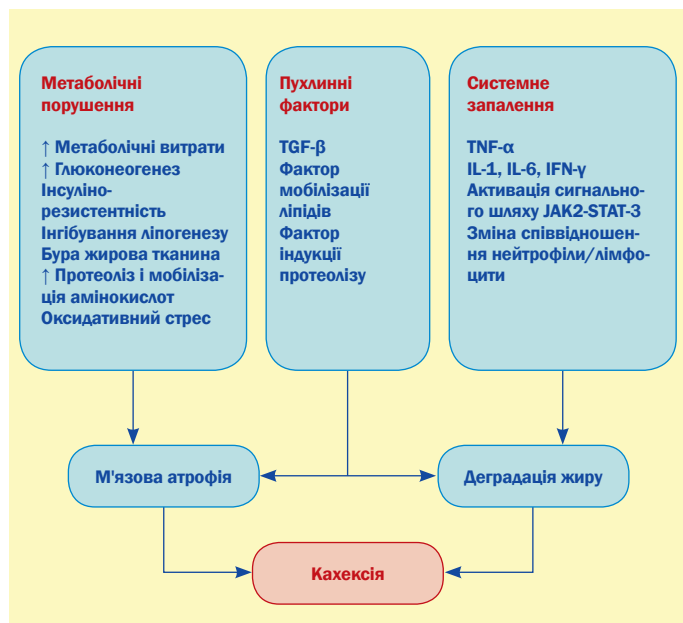 Метаболічні
порушення
↑ Метаболічні витрати
↑ Глюконеогенез
Інсуліно-
резистентність
Інгібування ліпогенезу
Бура жирова тканина
↑ Протеоліз і мобіліза-
ція амінокислот
Оксидативний стрес
Пухлинні
фактори
TGF-β
Фактор
мобілізації
ліпідів
Фактор
індукції
протеолізу
Системне
запалення
TNF-α
IL-1, IL-6, IFN-γ
Активація сигнально-
го шляху JAK2-STAT-3
Зміна співвідношен-
ня нейтрофіли/лімфо-
цити
М'язова атрофія
Деградація жиру
Кахексія